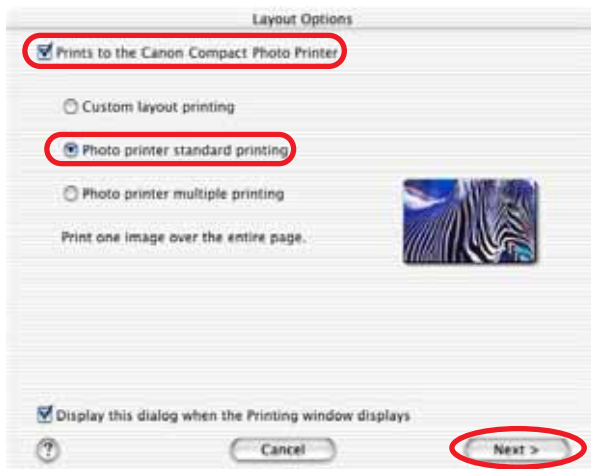 Layout Options
Prints to the Canon Compact Photo Printer
Custom layout printing
Photo printer standard printing
Photo printer multiple printing
Print one image over the entire page.
Display this dialog when the Printing window displays
? Cancel Next >